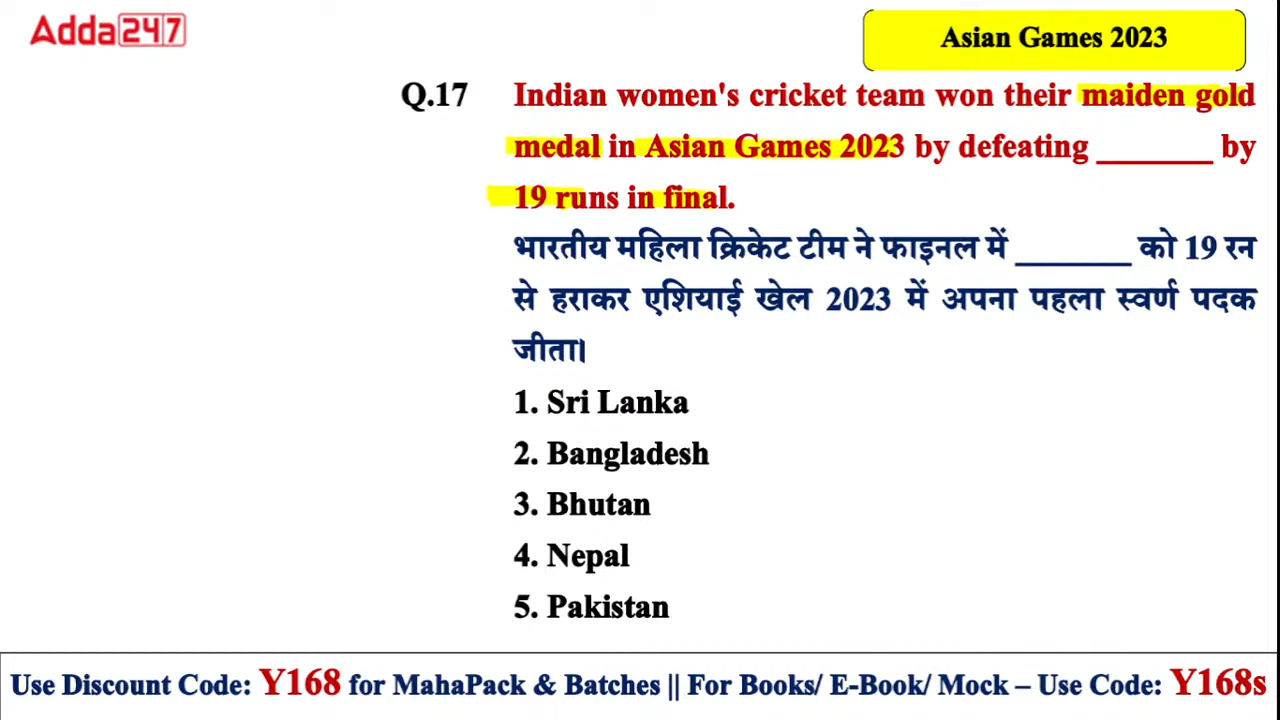 Adda247
Asian Games 2023
Q.17 Indian women's cricket team won their maiden gold
medal in Asian Games 2023 by defeating _______ by
19 runs in final.
भारतीय महिला क्रिकेट टीम ने फाइनल में _______ को 19 रन
से हराकर एशियाई खेल 2023 में अपना पहला स्वर्ण पदक
जीता।
1. Sri Lanka
2. Bangladesh
3. Bhutan
4. Nepal
5. Pakistan
Use Discount Code: Y168 for MahaPack & Batches || For Books/ E-Book/ Mock – Use Code: Y168s